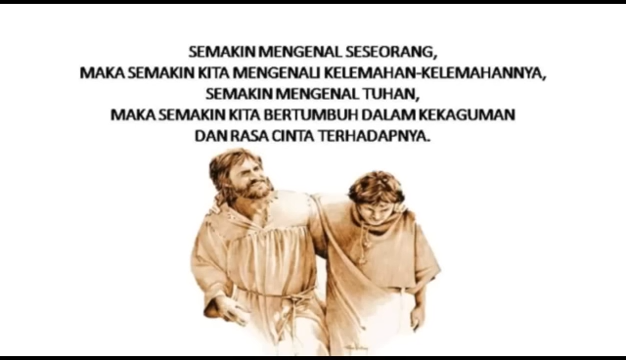 SEMAKIN MENGENAL SESEORANG,
MAKA SEMAKIN KITA MENGENALI KELEMAHAN-KELEMAHANNYA,
SEMAKIN MENGENAL TUHAN,
MAKA SEMAKIN KITA BERTUMBUH DALAM KEKAGUMAN
DAN RASA CINTA TERHADAPNYA.